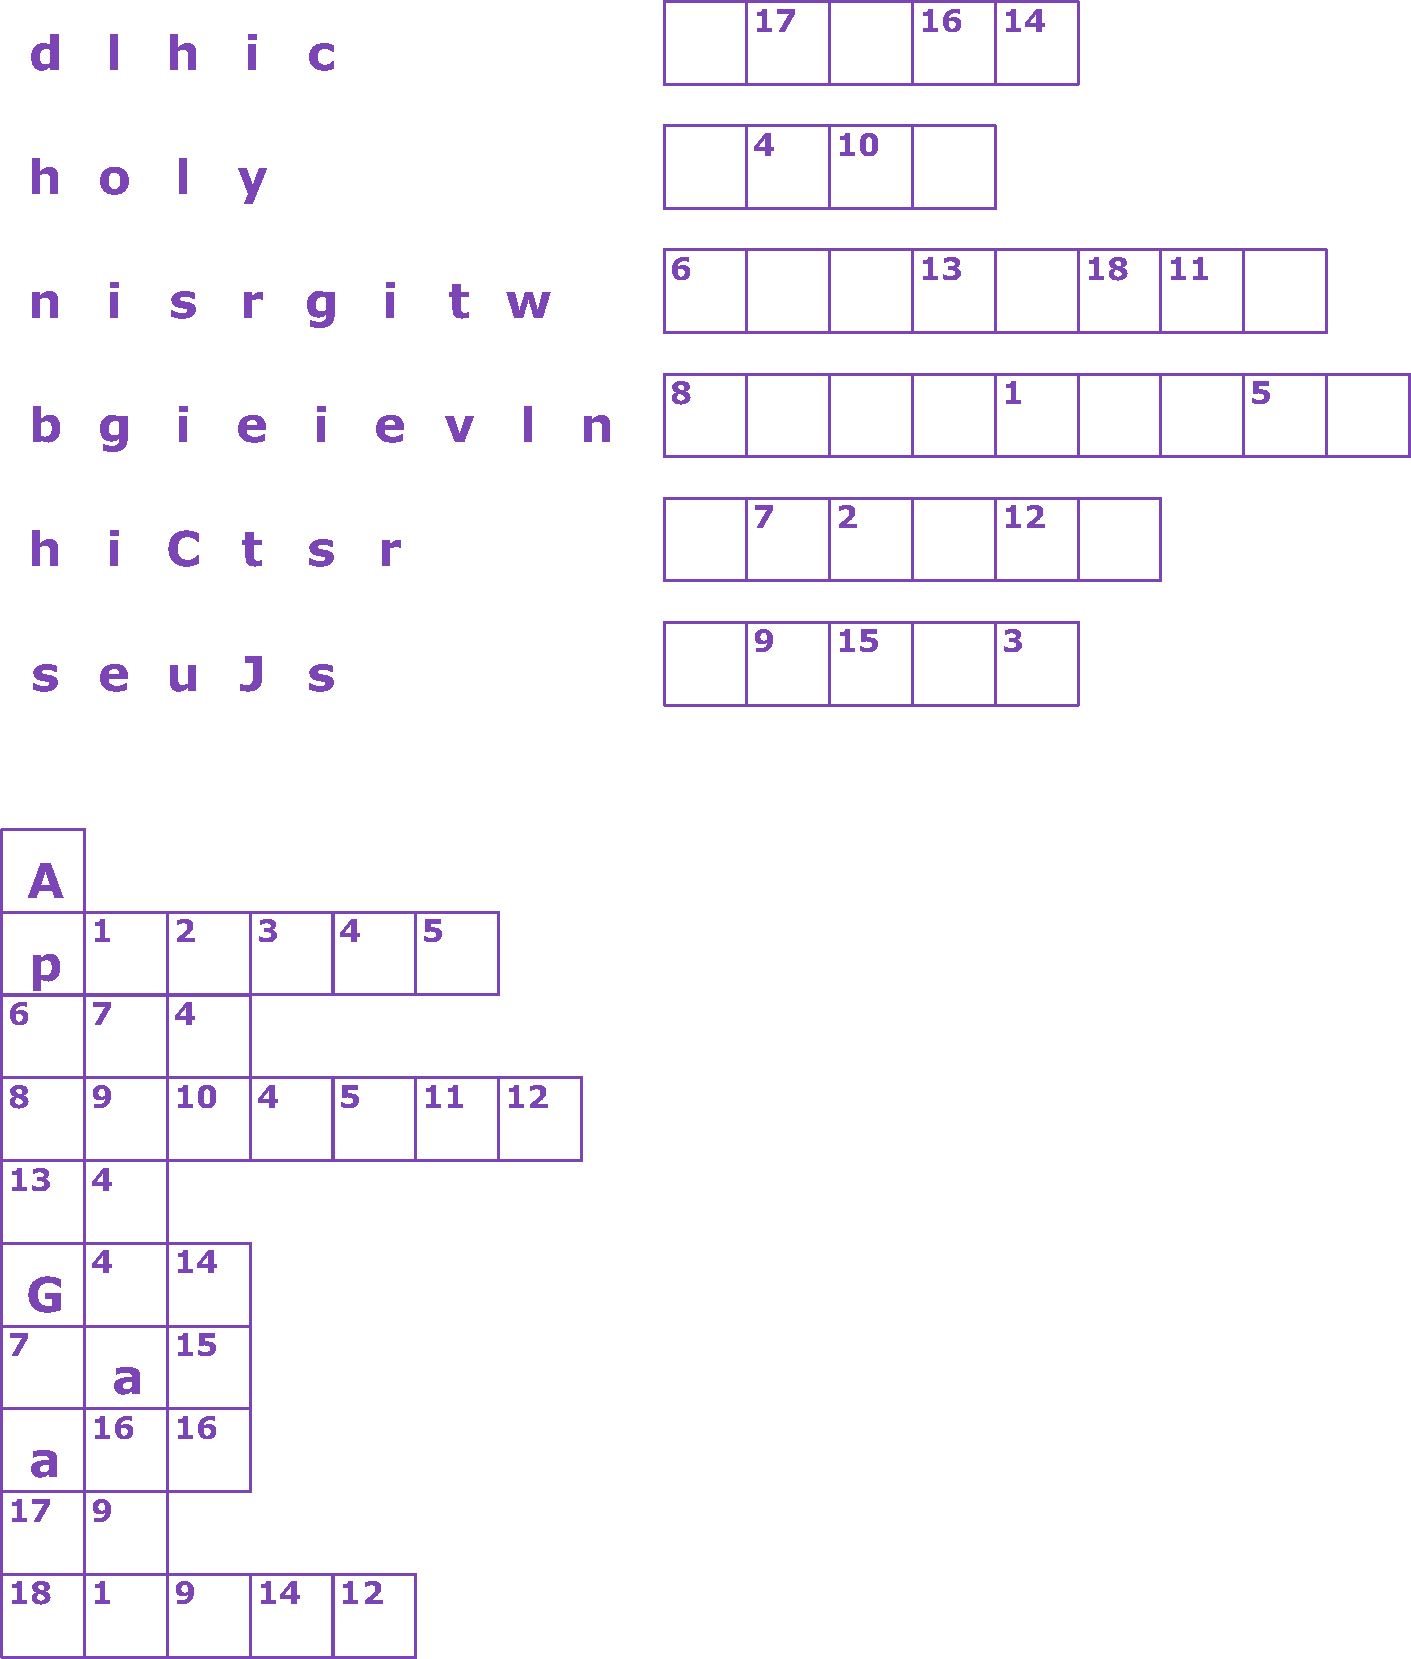 d l h i c 17 16 14
h o l y 4 10
n i s r g i t w 6 13 18 11
b g i e i e v l n 8 1 5
h i C t s r 7 2 12
s e u J s 9 15 3
A
p 1 2 3 4 5
6 7 4
8 9 10 4 5 11 12
13 4
G 4 14
7 a 15
a 16 16
17 9
18 1 9 14 12